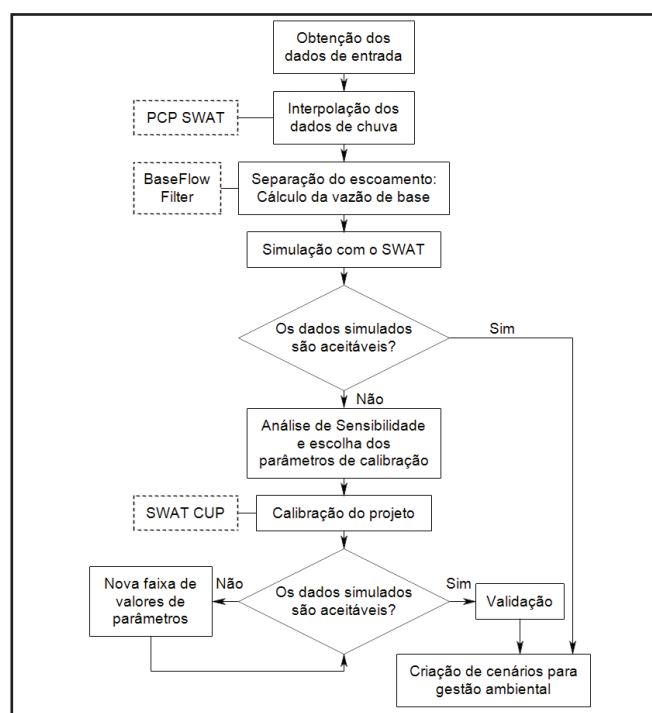 Obtenção dos
dados de entrada
PCP SWAT
Interpolação dos
dados de chuva
BaseFlow
Filter
Separação do escoamento:
Cálculo da vazão de base
Simulação com o SWAT
Os dados simulados
são aceitáveis?
Sim
Não
Análise de Sensibilidade
e escolha dos
parâmetros de calibração
SWAT CUP
Calibração do projeto
Nova faixa de
valores de
parâmetros
Não
Os dados simulados
são aceitáveis?
Sim
Validação
Criação de cenários para
gestão ambiental